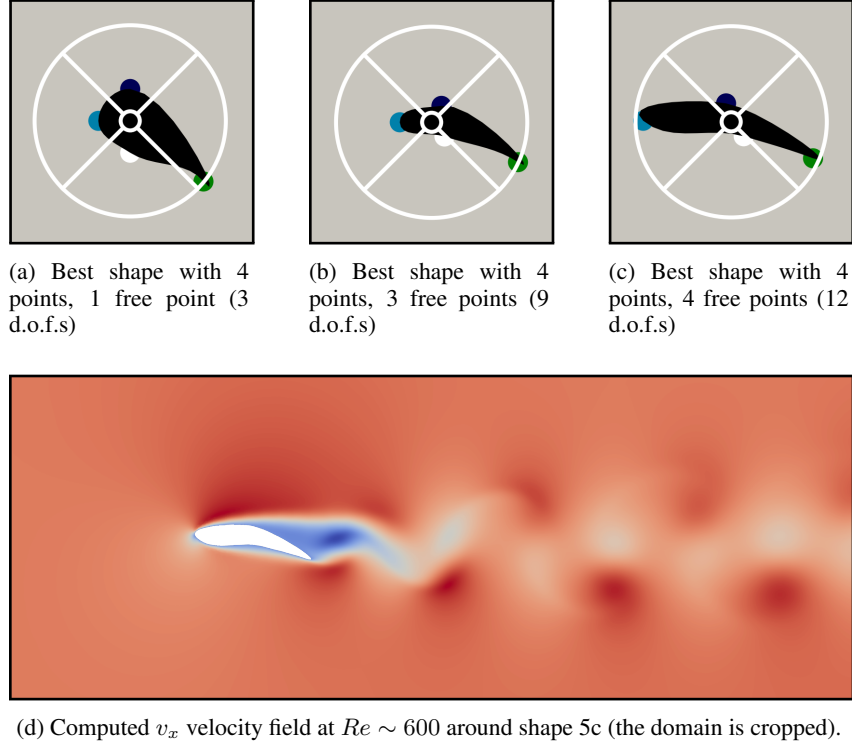 (a) Best shape with 4
points, 1 free point (3
d.o.f.s)
(b) Best shape with 4
points, 3 free points (9
d.o.f.s)
(c) Best shape with 4
points, 4 free points (12
d.o.f.s)
(d) Computed $v_x$ velocity field at $Re \sim 600$ around shape 5c (the domain is cropped).